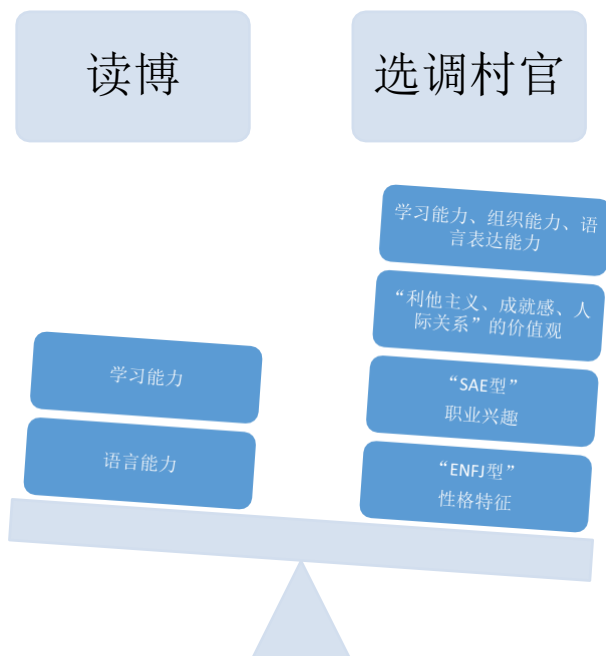 读博
选调村官
学习能力、组织能力、语
言表达能力
“利他主义、成就感、人
际关系”的价值观
学习能力
“SAE型”
职业兴趣
语言能力
“ENFJ型”
性格特征